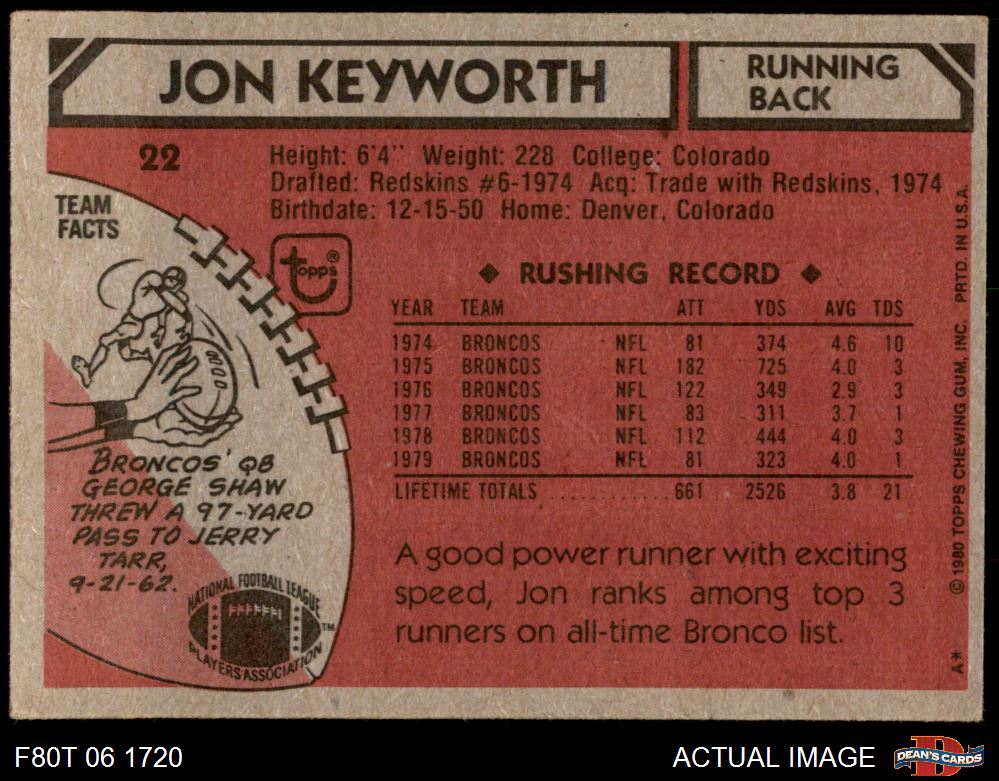 JON KEYWORTH
RUNNING
BACK
22
Height: 6'4" Weight: 228 College: Colorado
Drafted: Redskins #6-1974 Acq: Trade with Redskins, 1974
Birthdate: 12-15-50 Home: Denver, Colorado
TEAM
FACTS
topps®
◆ RUSHING RECORD ◆
YEAR TEAM ATT YDS AVG TDS
1974 BRONCOS NFL 81 374 4.6 10
1975 BRONCOS NFL 182 725 4.0 3
1976 BRONCOS NFL 122 349 2.9 3
1977 BRONCOS NFL 83 311 3.7 1
1978 BRONCOS NFL 112 444 4.0 3
1979 BRONCOS NFL 81 323 4.0 1
LIFETIME TOTALS ............ 661 2526 3.8 21
BRONCOS' QB
GEORGE SHAW
THREW A 97-YARD
PASS TO JERRY
TARR,
9-21-62.
NATIONAL FOOTBALL LEAGUE
PLAYERS ASSOCIATION
TM
A good power runner with exciting
speed, Jon ranks among top 3
runners on all-time Bronco list.
A* © 1980 TOPPS CHEWING GUM, INC. PRTD. IN U.S.A.
F80T 06 1720
ACTUAL IMAGE
D
DEAN'S CARDS